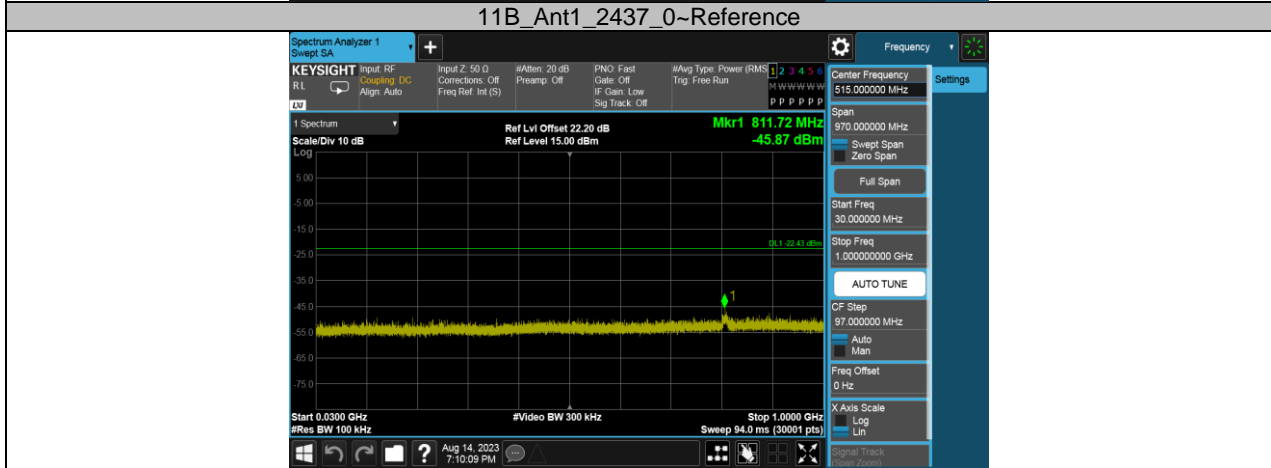 11B_Ant1_2437_0~Reference
Spectrum Analyzer 1
Swept SA
+
Frequency
KEYSIGHT
RL
LXI
Input: RF
Coupling: DC
Align: Auto
Input Z: 50 Ω
Corrections: Off
Freq Ref: Int (S)
#Atten: 20 dB
Preamp: Off
PNO: Fast
Gate: Off
IF Gain: Low
Sig Track: Off
#Avg Type: Power (RMS
Trig: Free Run
1 2 3 4 5 6
M W W W W W
P P P P P P
Center Frequency
515.000000 MHz
Settings
1 Spectrum
Scale/Div 10 dB
Log
Ref Lvl Offset 22.20 dB
Ref Level 15.00 dBm
Mkr1 811.72 MHz
-45.87 dBm
Span
970.000000 MHz
Swept Span
Zero Span
Full Span
Start Freq
30.000000 MHz
Stop Freq
1.000000000 GHz
AUTO TUNE
CF Step
97.000000 MHz
Auto
Man
Freq Offset
0 Hz
X Axis Scale
Log
Lin
Signal Track
(Span Zoom)
5.00
-5.00
-15.0
DL1 -22.43 dBm
-25.0
-35.0
1
-45.0
-55.0
-65.0
-75.0
Start 0.0300 GHz
#Res BW 100 kHz
#Video BW 300 kHz
Stop 1.0000 GHz
Sweep 94.0 ms (30001 pts)
?
Aug 14, 2023
7:10:09 PM